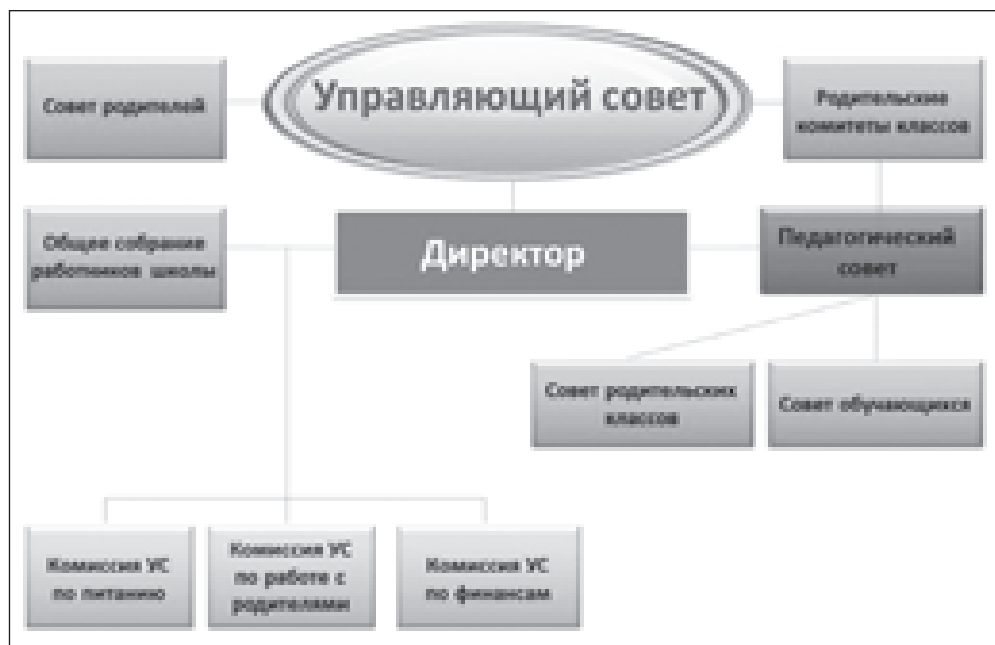 Управляющий совет
Совет родителей
Родительские
комитеты классов
Общее собрание
работников школы
Директор
Педагогический
совет
Совет родительских
классов
Совет обучающихся
Комиссия УС
по питанию
Комиссия УС
по работе с
родителями
Комиссия УС
по финансам